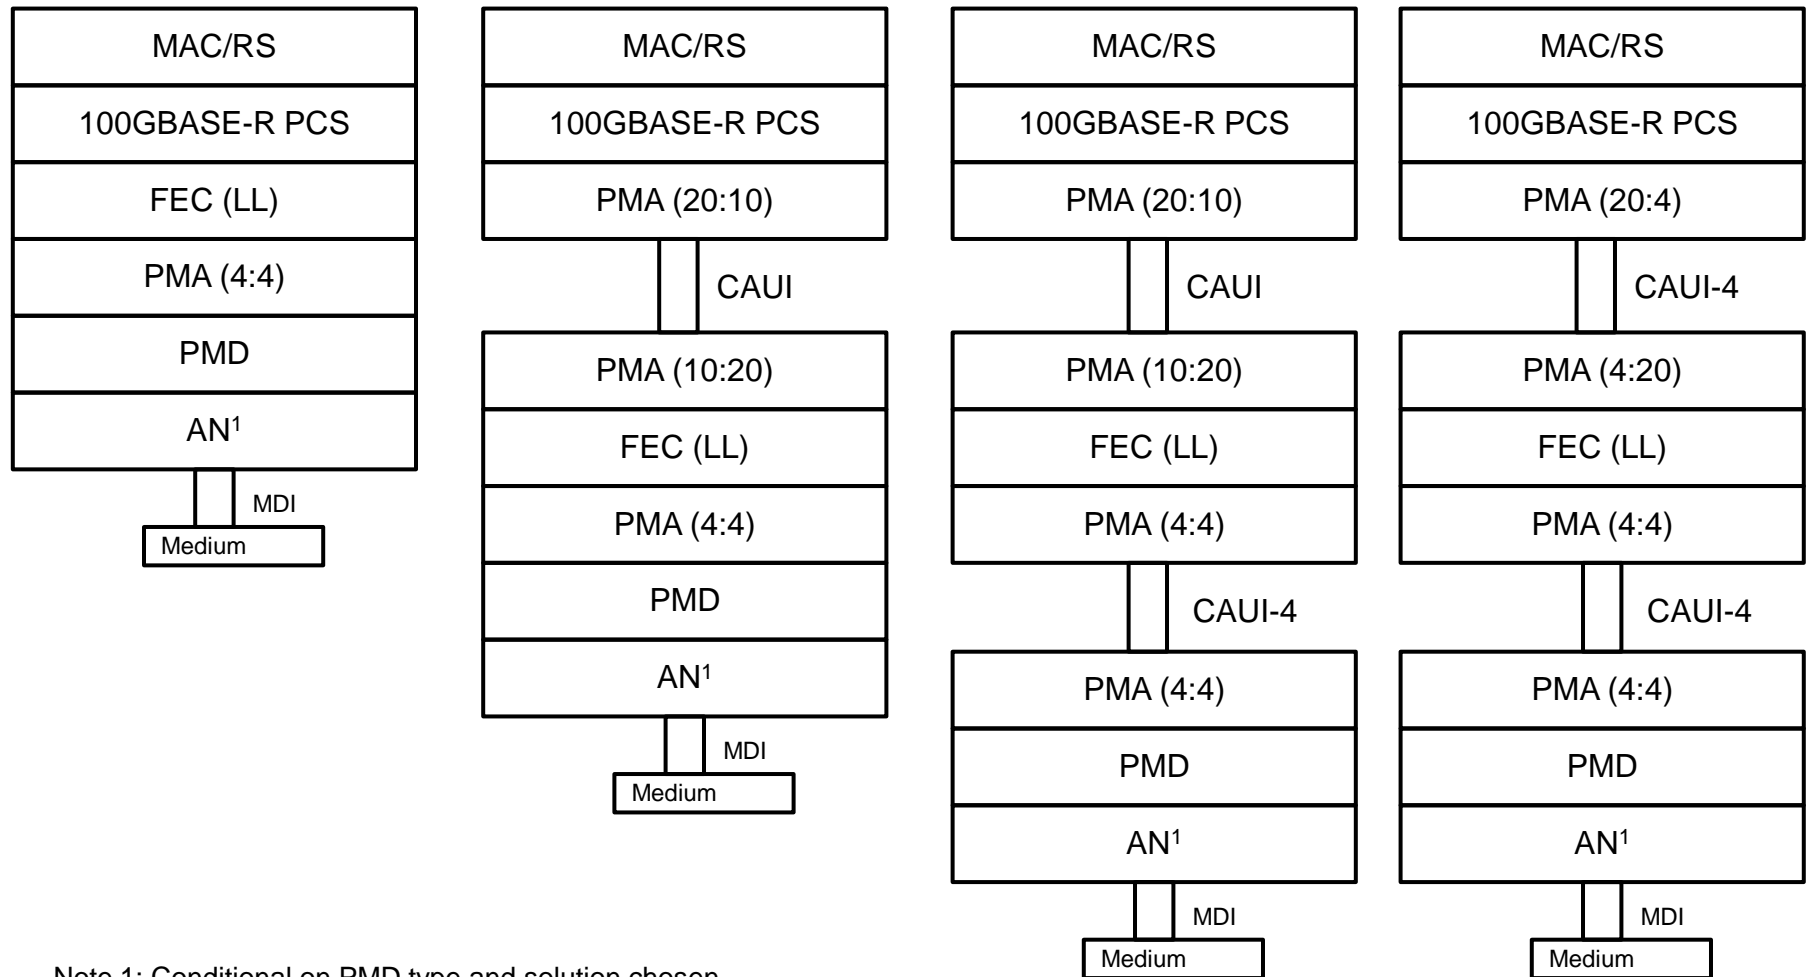 MAC/RS
100GBASE-R PCS
FEC (LL)
PMA (4:4)
PMD
AN¹
MDI
Medium
MAC/RS
100GBASE-R PCS
PMA (20:10)
CAUI
PMA (10:20)
FEC (LL)
PMA (4:4)
PMD
AN¹
MDI
Medium
MAC/RS
100GBASE-R PCS
PMA (20:10)
CAUI
PMA (10:20)
FEC (LL)
PMA (4:4)
CAUI-4
PMA (4:4)
PMD
AN¹
MDI
Medium
MAC/RS
100GBASE-R PCS
PMA (20:4)
CAUI-4
PMA (4:20)
FEC (LL)
PMA (4:4)
CAUI-4
PMA (4:4)
PMD
AN¹
MDI
Medium
Note 1: Conditional on PMD type and solution chosen